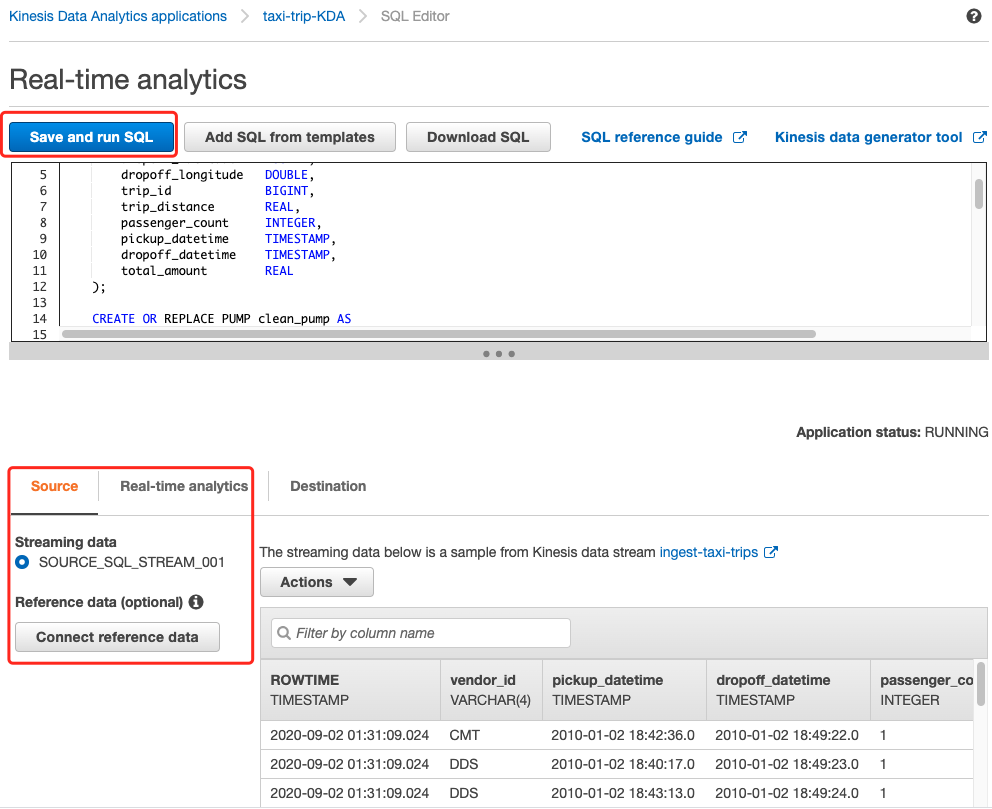 Kinesis Data Analytics applications > taxi-trip-KDA > SQL Editor
Real-time analytics
Save and run SQL Add SQL from templates Download SQL SQL reference guide Kinesis data generator tool
5 dropoff_longitude DOUBLE,
6 trip_id BIGINT,
7 trip_distance REAL,
8 passenger_count INTEGER,
9 pickup_datetime TIMESTAMP,
10 dropoff_datetime TIMESTAMP,
11 total_amount REAL
12 );
13
14 CREATE OR REPLACE PUMP clean_pump AS
15
Application status: RUNNING
Source Real-time analytics Destination
Streaming data
SOURCE_SQL_STREAM_001
Reference data (optional)
Connect reference data
The streaming data below is a sample from Kinesis data stream ingest-taxi-trips
Actions
Filter by column name
ROWTIME vendor_id pickup_datetime dropoff_datetime passenger_co
TIMESTAMP VARCHAR(4) TIMESTAMP TIMESTAMP INTEGER
2020-09-02 01:31:09.024 CMT 2010-01-02 18:42:36.0 2010-01-02 18:49:22.0 1
2020-09-02 01:31:09.024 DDS 2010-01-02 18:40:17.0 2010-01-02 18:49:23.0 1
2020-09-02 01:31:09.024 DDS 2010-01-02 18:43:13.0 2010-01-02 18:49:24.0 1